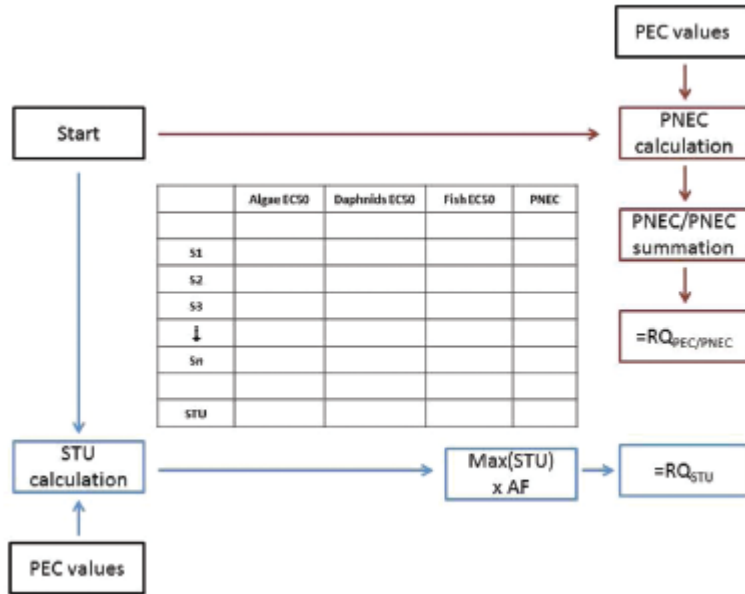 PEC values
Start
PNEC
calculation
Algae EC50 Daphnids EC50 Fish EC50 PNEC
PNEC/PNEC
summation
S1
S2
S3
↓
=RQPEC/PNEC
Sn
STU
STU
calculation
Max(STU)
x AF
=RQSTU
PEC values